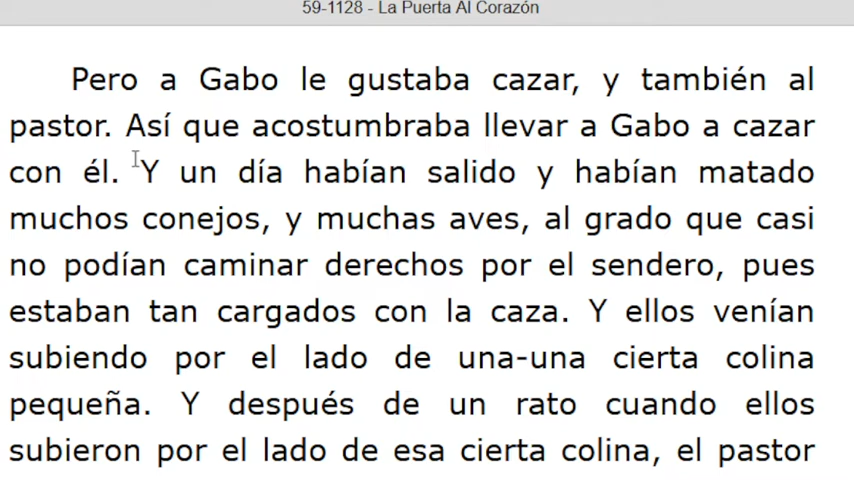 59-1128 - La Puerta Al Corazón
Pero a Gabo le gustaba cazar, y también al
pastor. Así que acostumbraba llevar a Gabo a cazar
con él. Y un día habían salido y habían matado
muchos conejos, y muchas aves, al grado que casi
no podían caminar derechos por el sendero, pues
estaban tan cargados con la caza. Y ellos venían
subiendo por el lado de una-una cierta colina
pequeña. Y después de un rato cuando ellos
subieron por el lado de esa cierta colina, el pastor